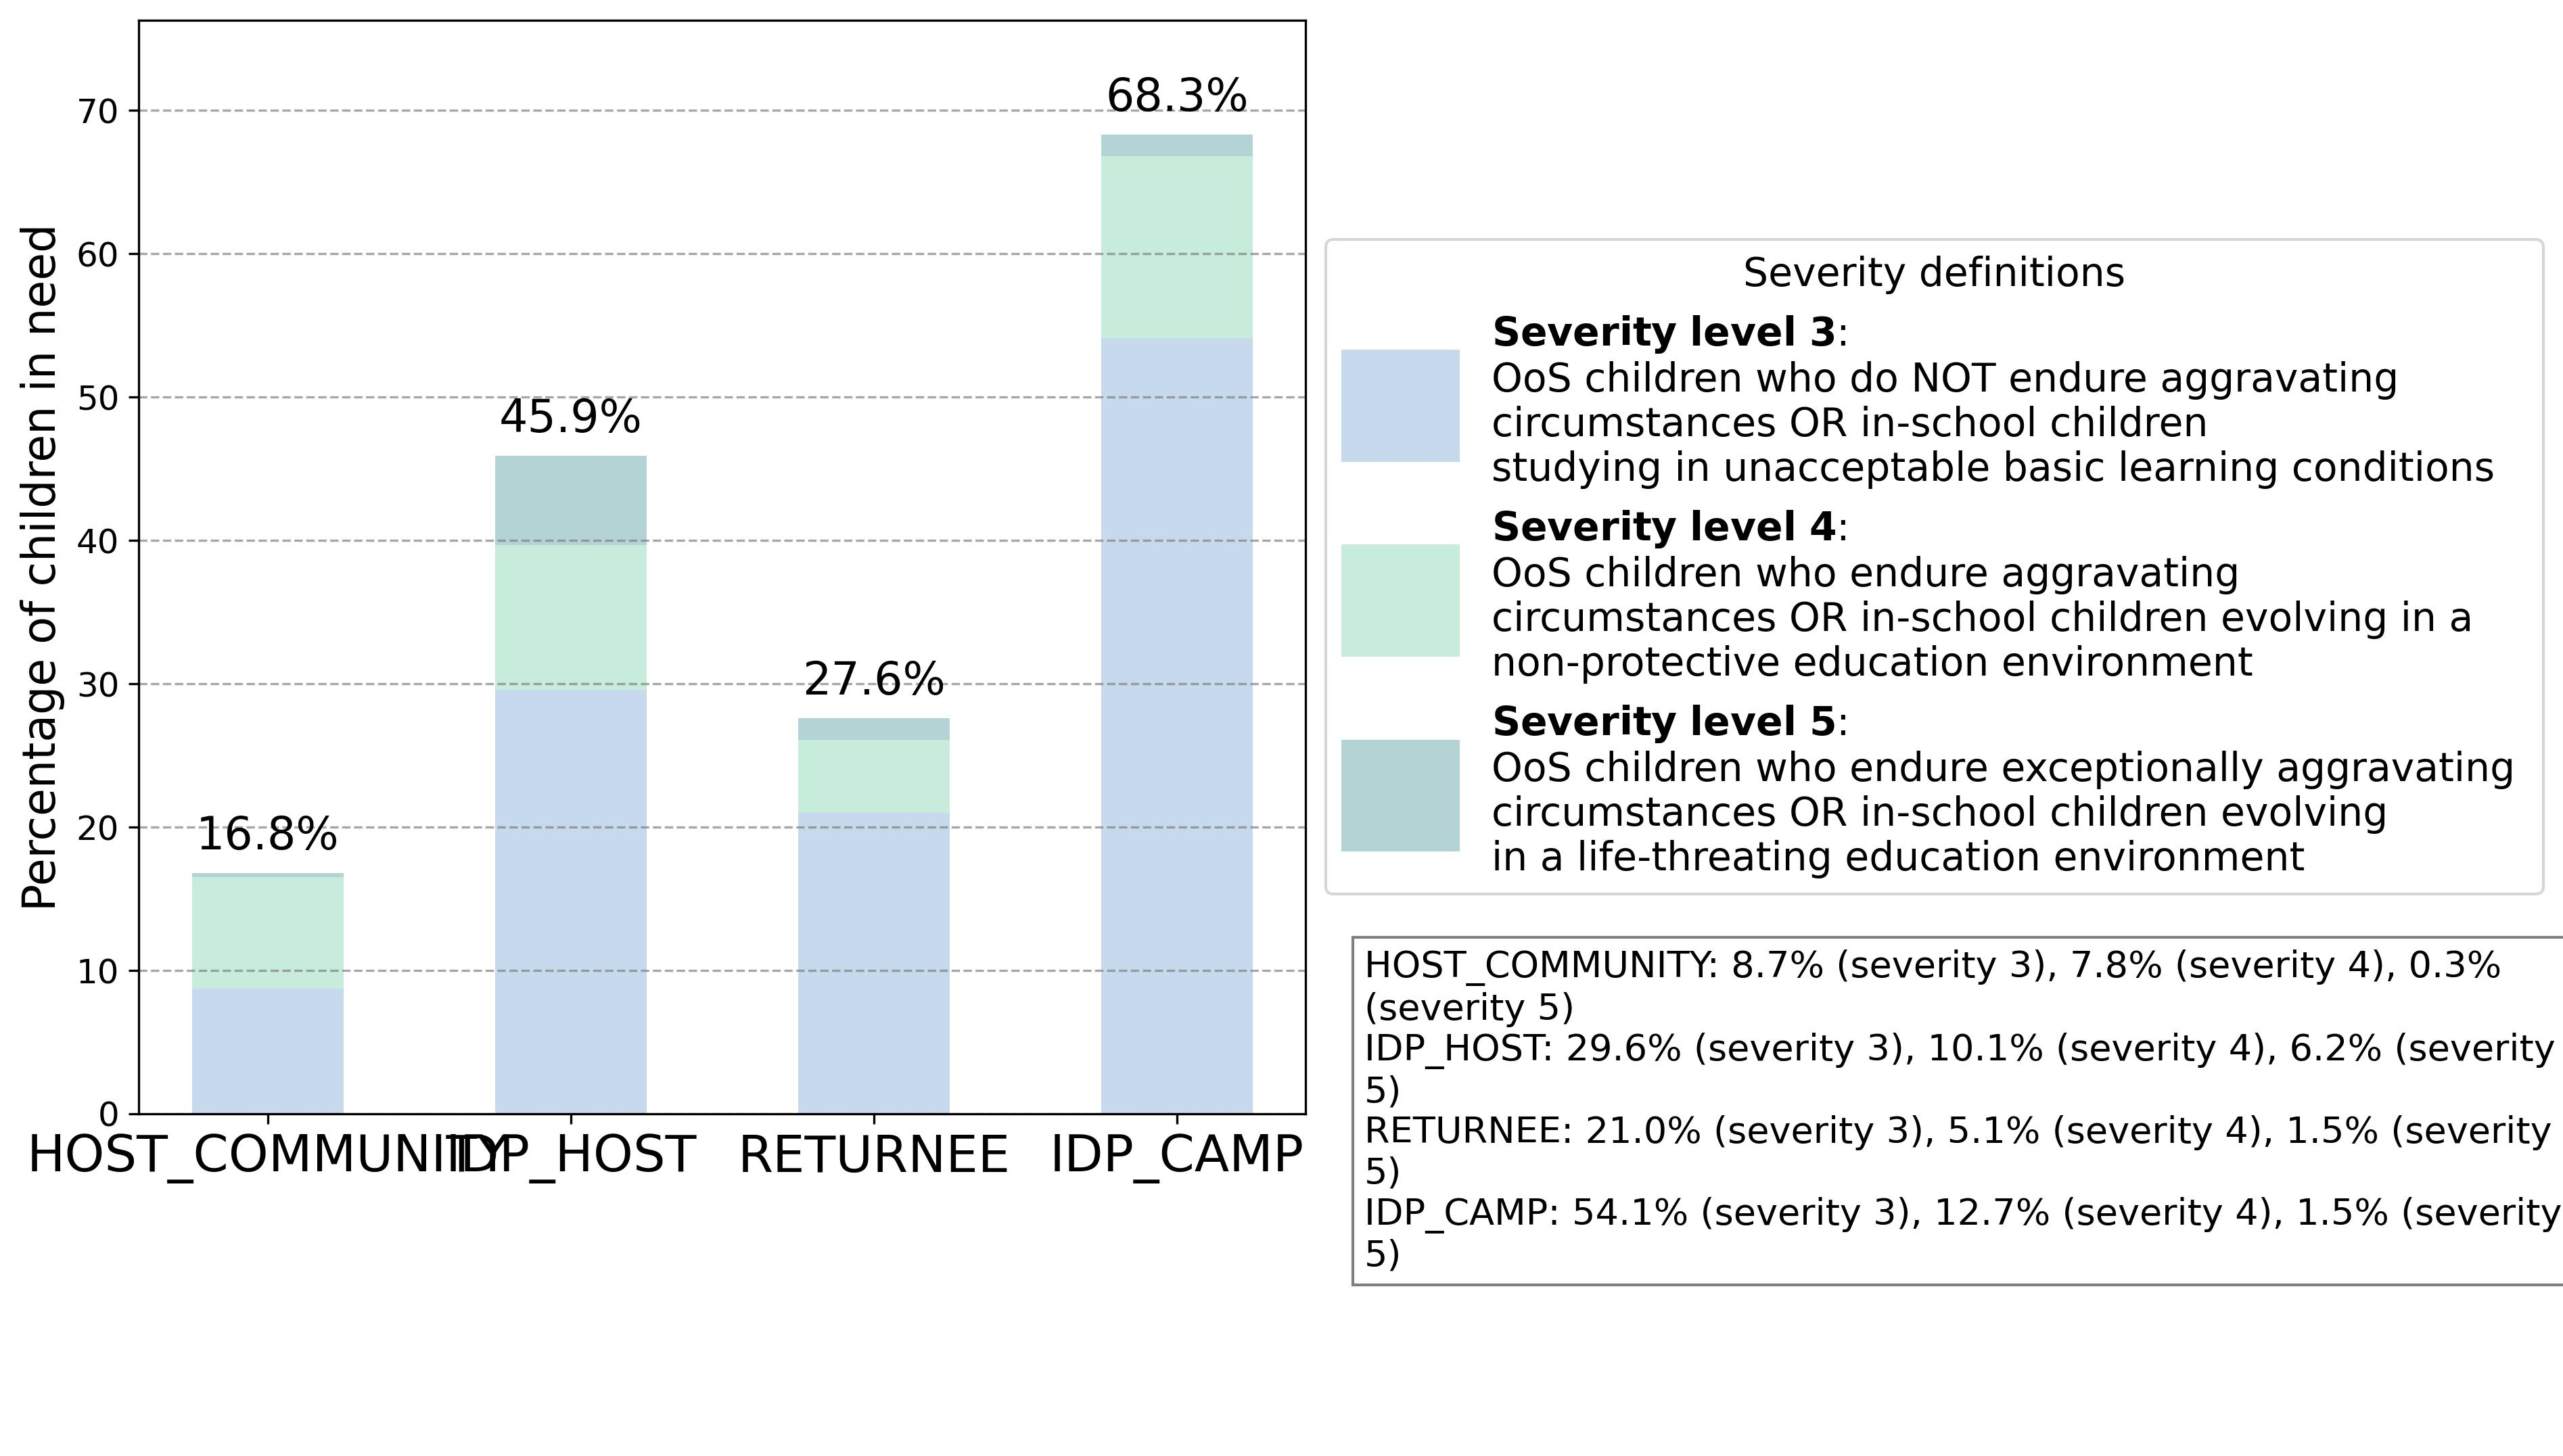 Percentage of children in need
70
60
50
40
30
20
10
0
16.8%
45.9%
27.6%
68.3%
HOST_COMMUNITY
IDP_HOST
RETURNEE
IDP_CAMP
Severity definitions
Severity level 3:
OoS children who do NOT endure aggravating
circumstances OR in-school children
studying in unacceptable basic learning conditions
Severity level 4:
OoS children who endure aggravating
circumstances OR in-school children evolving in a
non-protective education environment
Severity level 5:
OoS children who endure exceptionally aggravating
circumstances OR in-school children evolving
in a life-threating education environment
HOST_COMMUNITY: 8.7% (severity 3), 7.8% (severity 4), 0.3%
(severity 5)
IDP_HOST: 29.6% (severity 3), 10.1% (severity 4), 6.2% (severity
5)
RETURNEE: 21.0% (severity 3), 5.1% (severity 4), 1.5% (severity
5)
IDP_CAMP: 54.1% (severity 3), 12.7% (severity 4), 1.5% (severity
5)